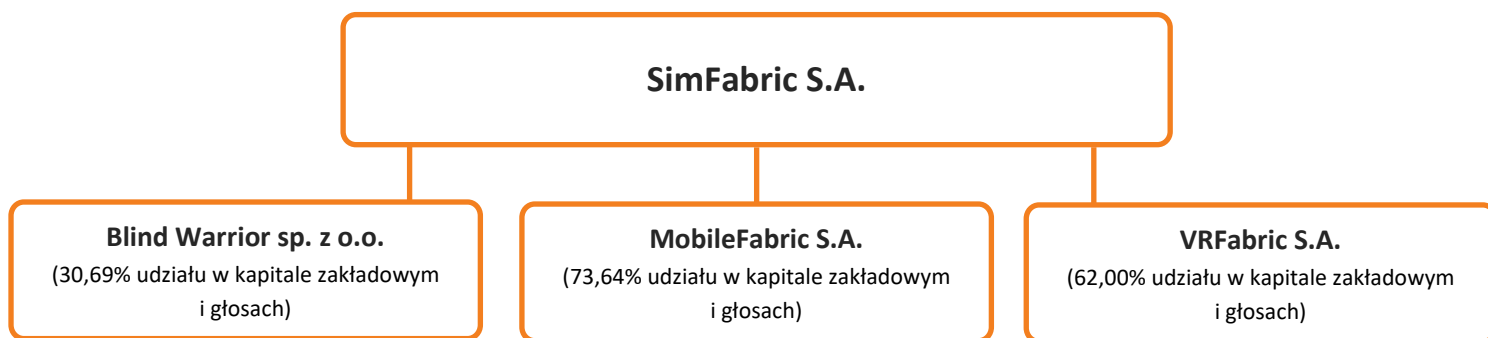 SimFabric S.A.
Blind Warrior sp. z o.o.
(30,69% udziału w kapitale zakładowym
i głosach)
MobileFabric S.A.
(73,64% udziału w kapitale zakładowym
i głosach)
VRFabric S.A.
(62,00% udziału w kapitale zakładowym
i głosach)